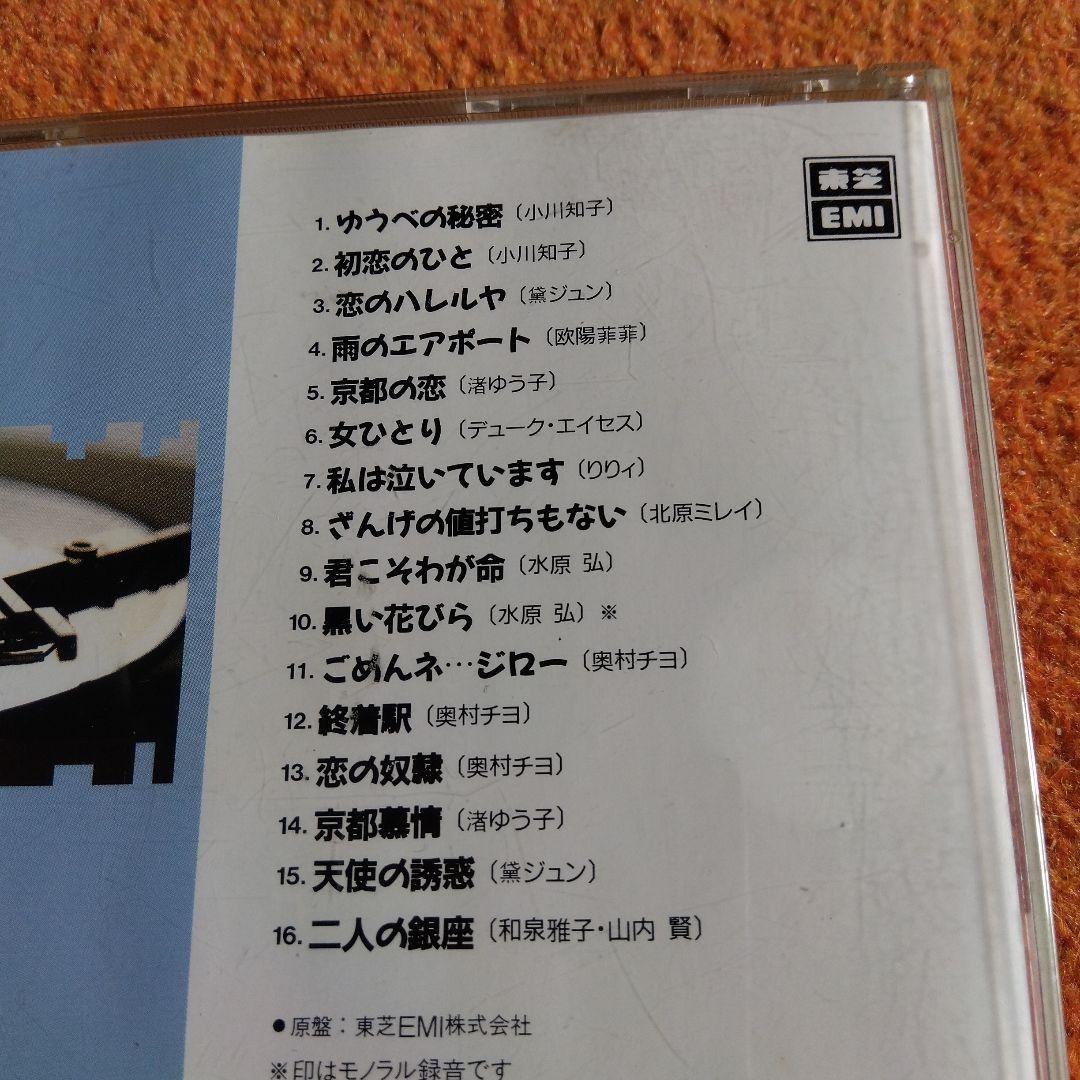 東芝
EMI
1. ゆうべの秘密〔小川知子〕
2. 初恋のひと〔小川知子〕
3. 恋のハレルヤ〔黛ジュン〕
4. 雨のエアポート〔欧陽菲菲〕
5. 京都の恋〔渚ゆう子〕
6. 女ひとり〔デューク・エイセス〕
7. 私は泣いています〔りりィ〕
8. ざんげの値打ちもない〔北原ミレイ〕
9. 君こそわが命〔水原 弘〕
10. 黒い花びら〔水原 弘〕※
11. ごめんネ…ジロー〔奥村チヨ〕
12. 終着駅〔奥村チヨ〕
13. 恋の奴隷〔奥村チヨ〕
14. 京都慕情〔渚ゆう子〕
15. 天使の誘惑〔黛ジュン〕
16. 二人の銀座〔和泉雅子・山内 賢〕
●原盤：東芝EMI株式会社
※印はモノラル録音です